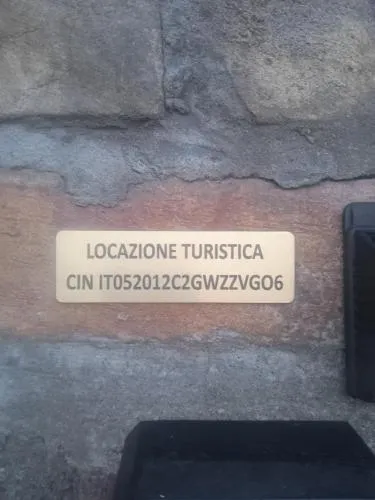 LOCAZIONE TURISTICA
CIN IT052012C2GWZZVGO6